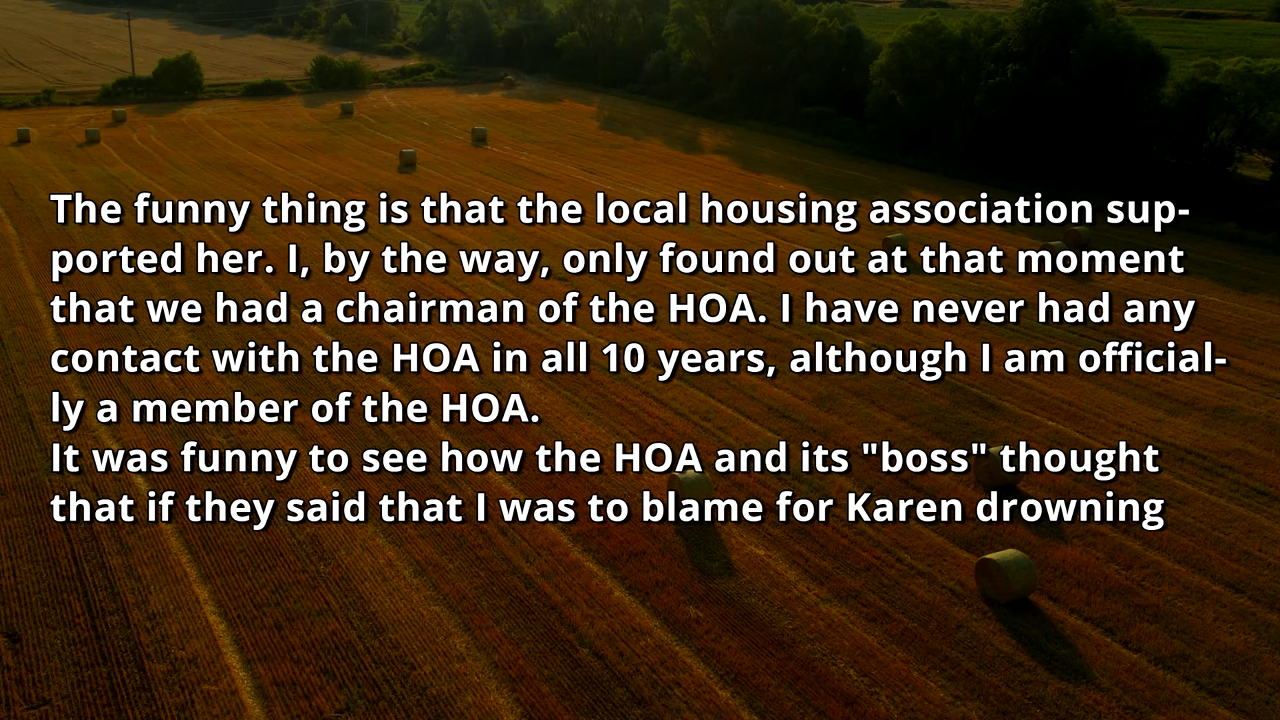 The funny thing is that the local housing association sup-
ported her. I, by the way, only found out at that moment
that we had a chairman of the HOA. I have never had any
contact with the HOA in all 10 years, although I am official-
ly a member of the HOA.
It was funny to see how the HOA and its "boss" thought
that if they said that I was to blame for Karen drowning